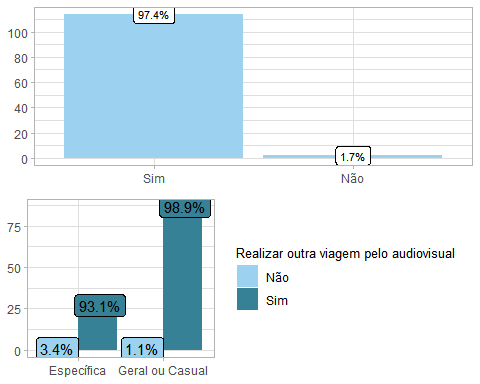 100
80
60
40
20
0
97.4%
1.7%
Sim
Não
75
50
25
0
98.9%
93.1%
3.4%
1.1%
Específica
Geral ou Casual
Realizar outra viagem pelo audiovisual
Não
Sim